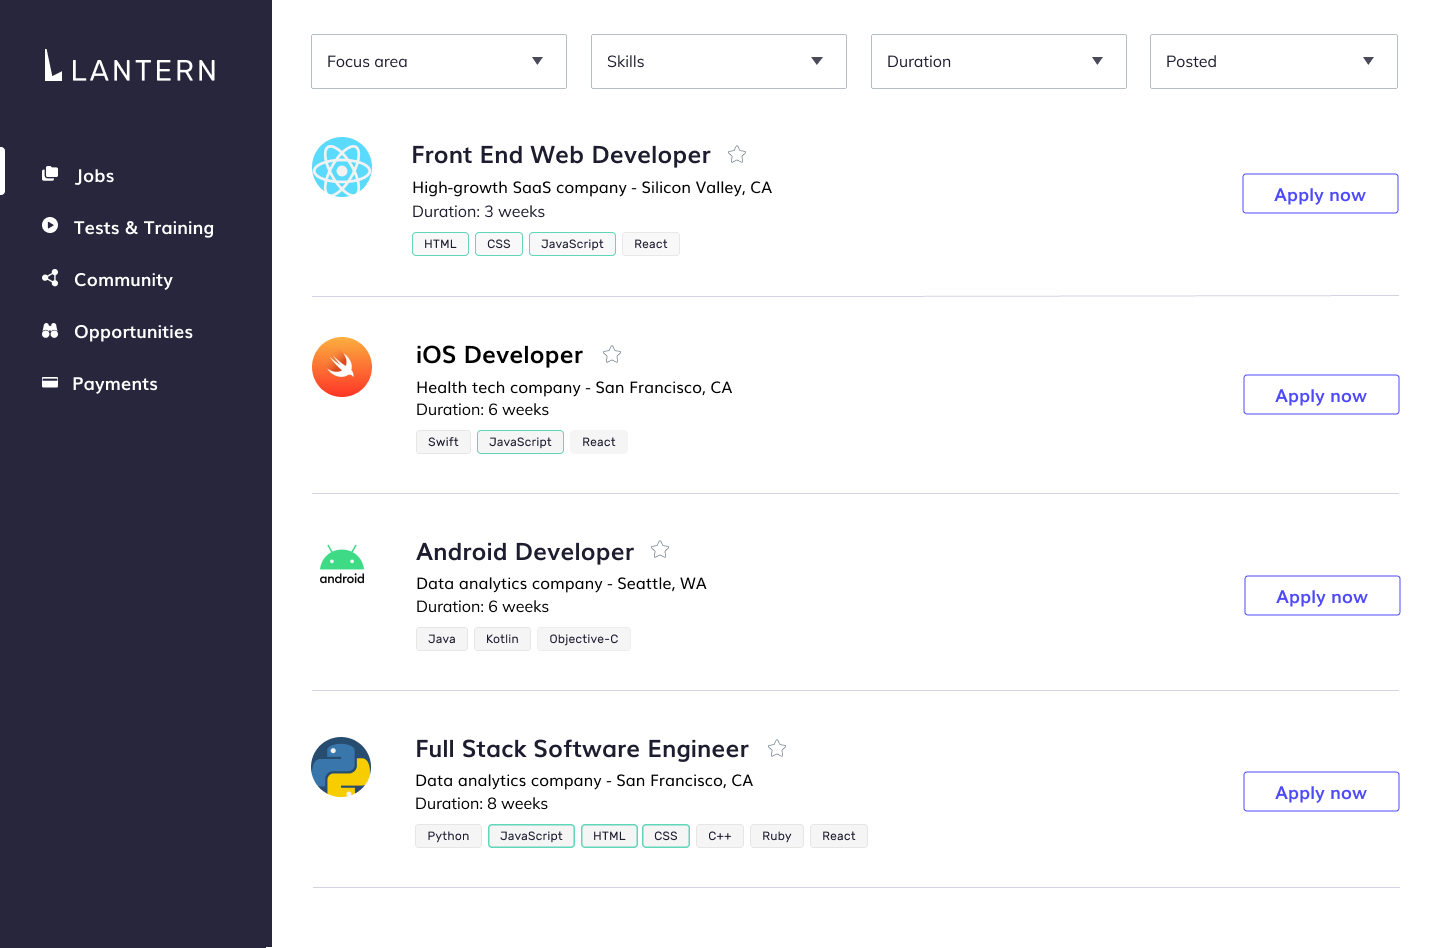 LANTERN
Jobs
Tests & Training
Community
Opportunities
Payments
Focus area
Skills
Duration
Posted
Front End Web Developer
High-growth SaaS company - Silicon Valley, CA
Duration: 3 weeks
HTML CSS JavaScript React
Apply now
iOS Developer
Health tech company - San Francisco, CA
Duration: 6 weeks
Swift JavaScript React
Apply now
android
Android Developer
Data analytics company - Seattle, WA
Duration: 6 weeks
Java Kotlin Objective-C
Apply now
Full Stack Software Engineer
Data analytics company - San Francisco, CA
Duration: 8 weeks
Python JavaScript HTML CSS C++ Ruby React
Apply now